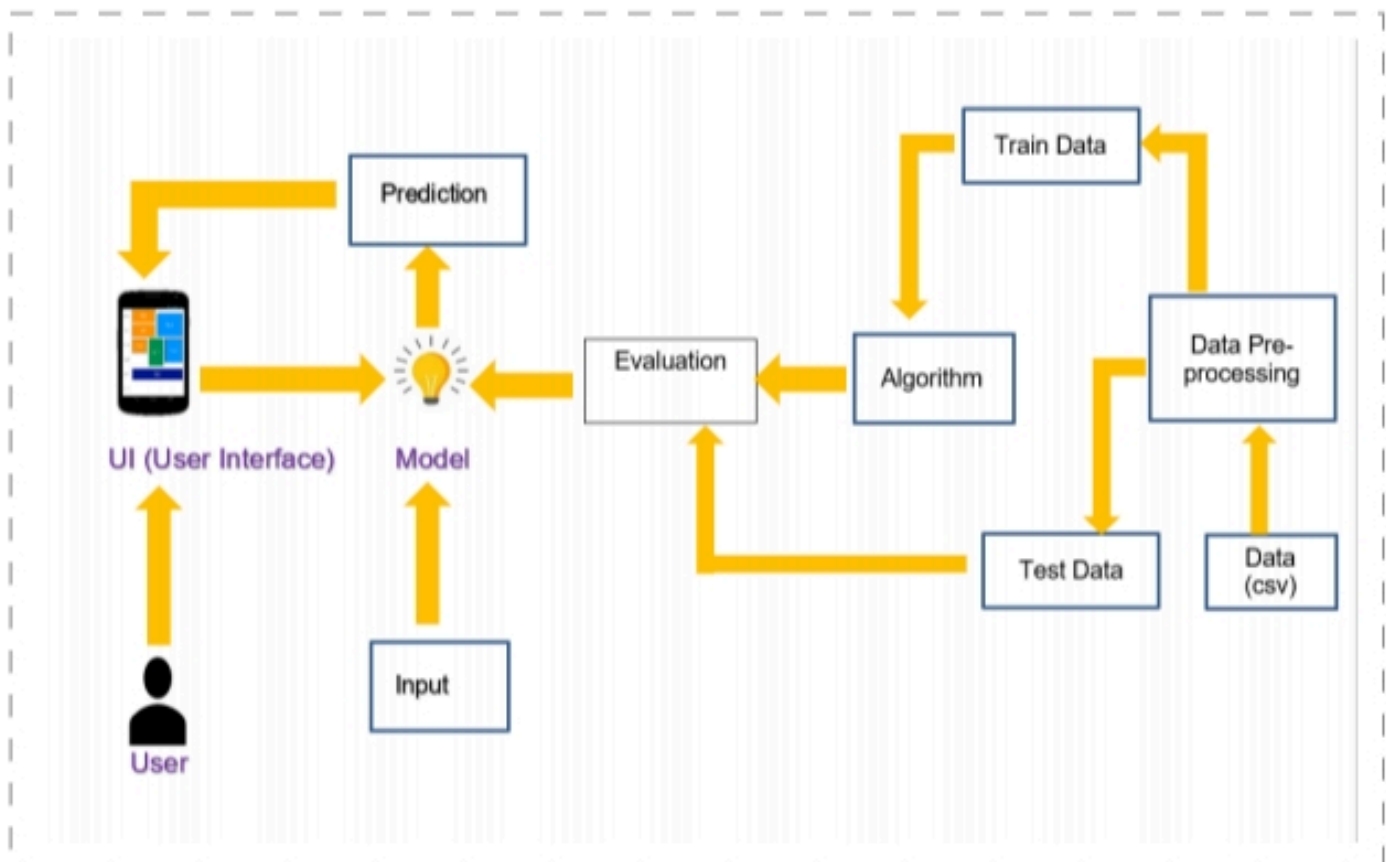 Train Data
Prediction
Data Pre-
processing
Evaluation
Algorithm
UI (User Interface)
Model
Test Data
Data
(csv)
Input
User